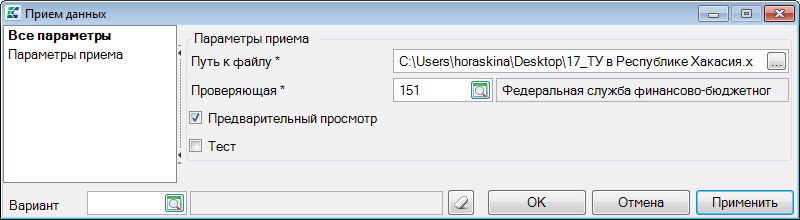 Прием данных
Все параметры
Параметры приема
Параметры приема
Путь к файлу * C:\Users\horaskina\Desktop\17_ТУ в Республике Хакасия.x ...
Проверяющая * 151 Федеральная служба финансово-бюджетног
Предварительный просмотр
Тест
Вариант OK Отмена Применить